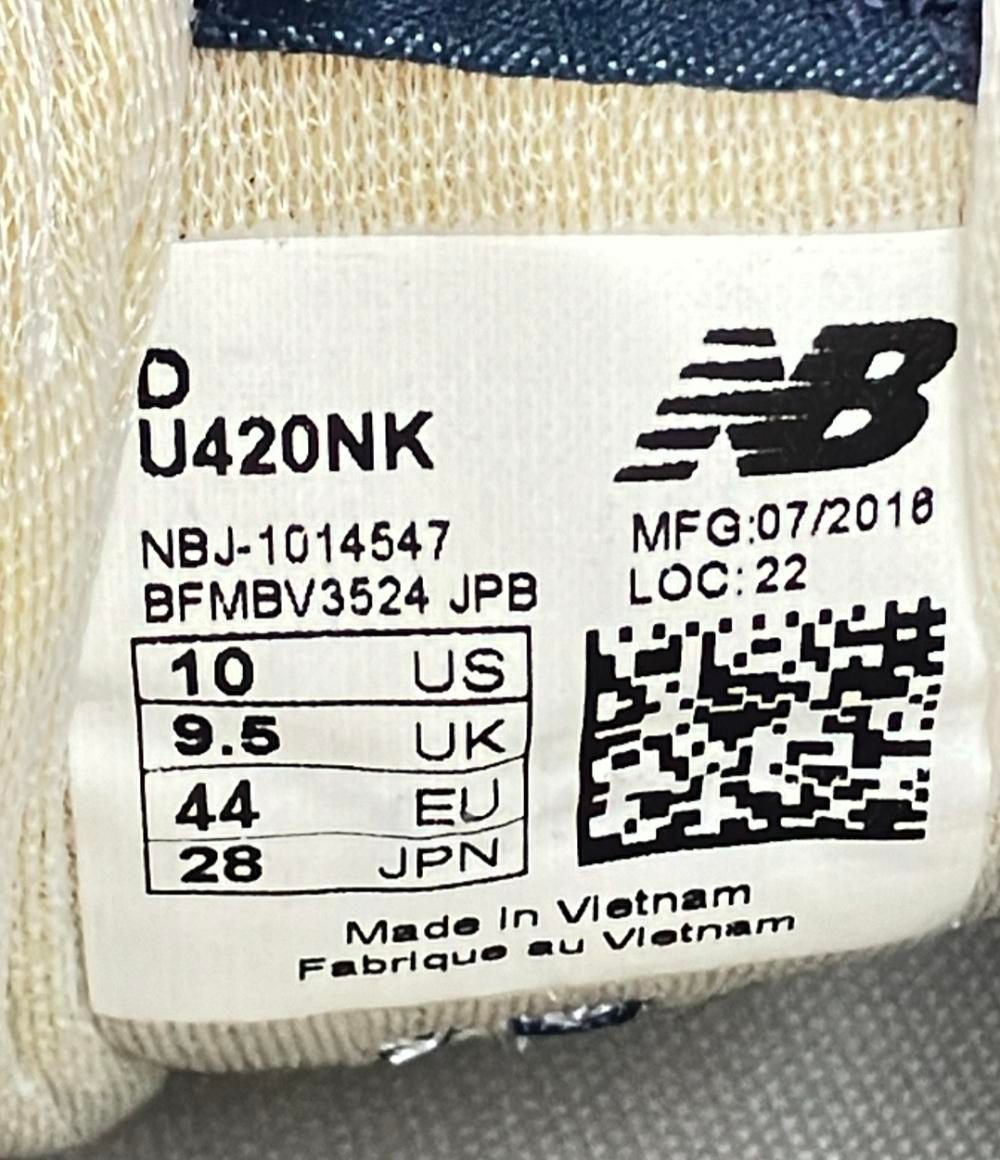 D
U420NK
NB
NBJ-1014547
BFMBV3524 JPB
MFG:07/2016
LOC:22
10 US
9.5 UK
44 EU
28 JPN
Made In Vietnam
Fabrique au Vietnam